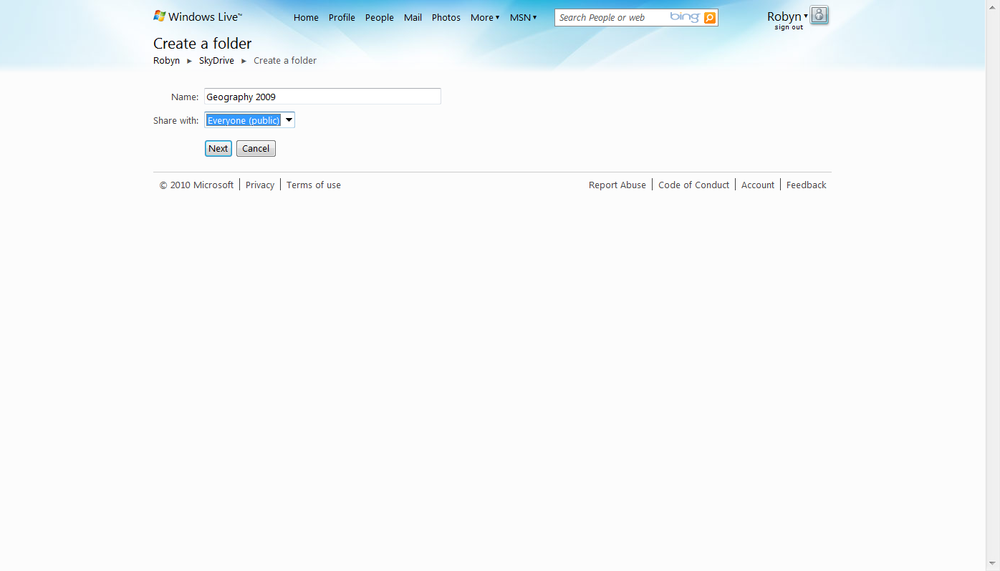 Windows Live™ Home Profile People Mail Photos More MSN Search People or web bing Robyn
sign out
Create a folder
Robyn ► SkyDrive ► Create a folder
Name: Geography 2009
Share with: Everyone (public)
Next Cancel
© 2010 Microsoft Privacy Terms of use Report Abuse Code of Conduct Account Feedback